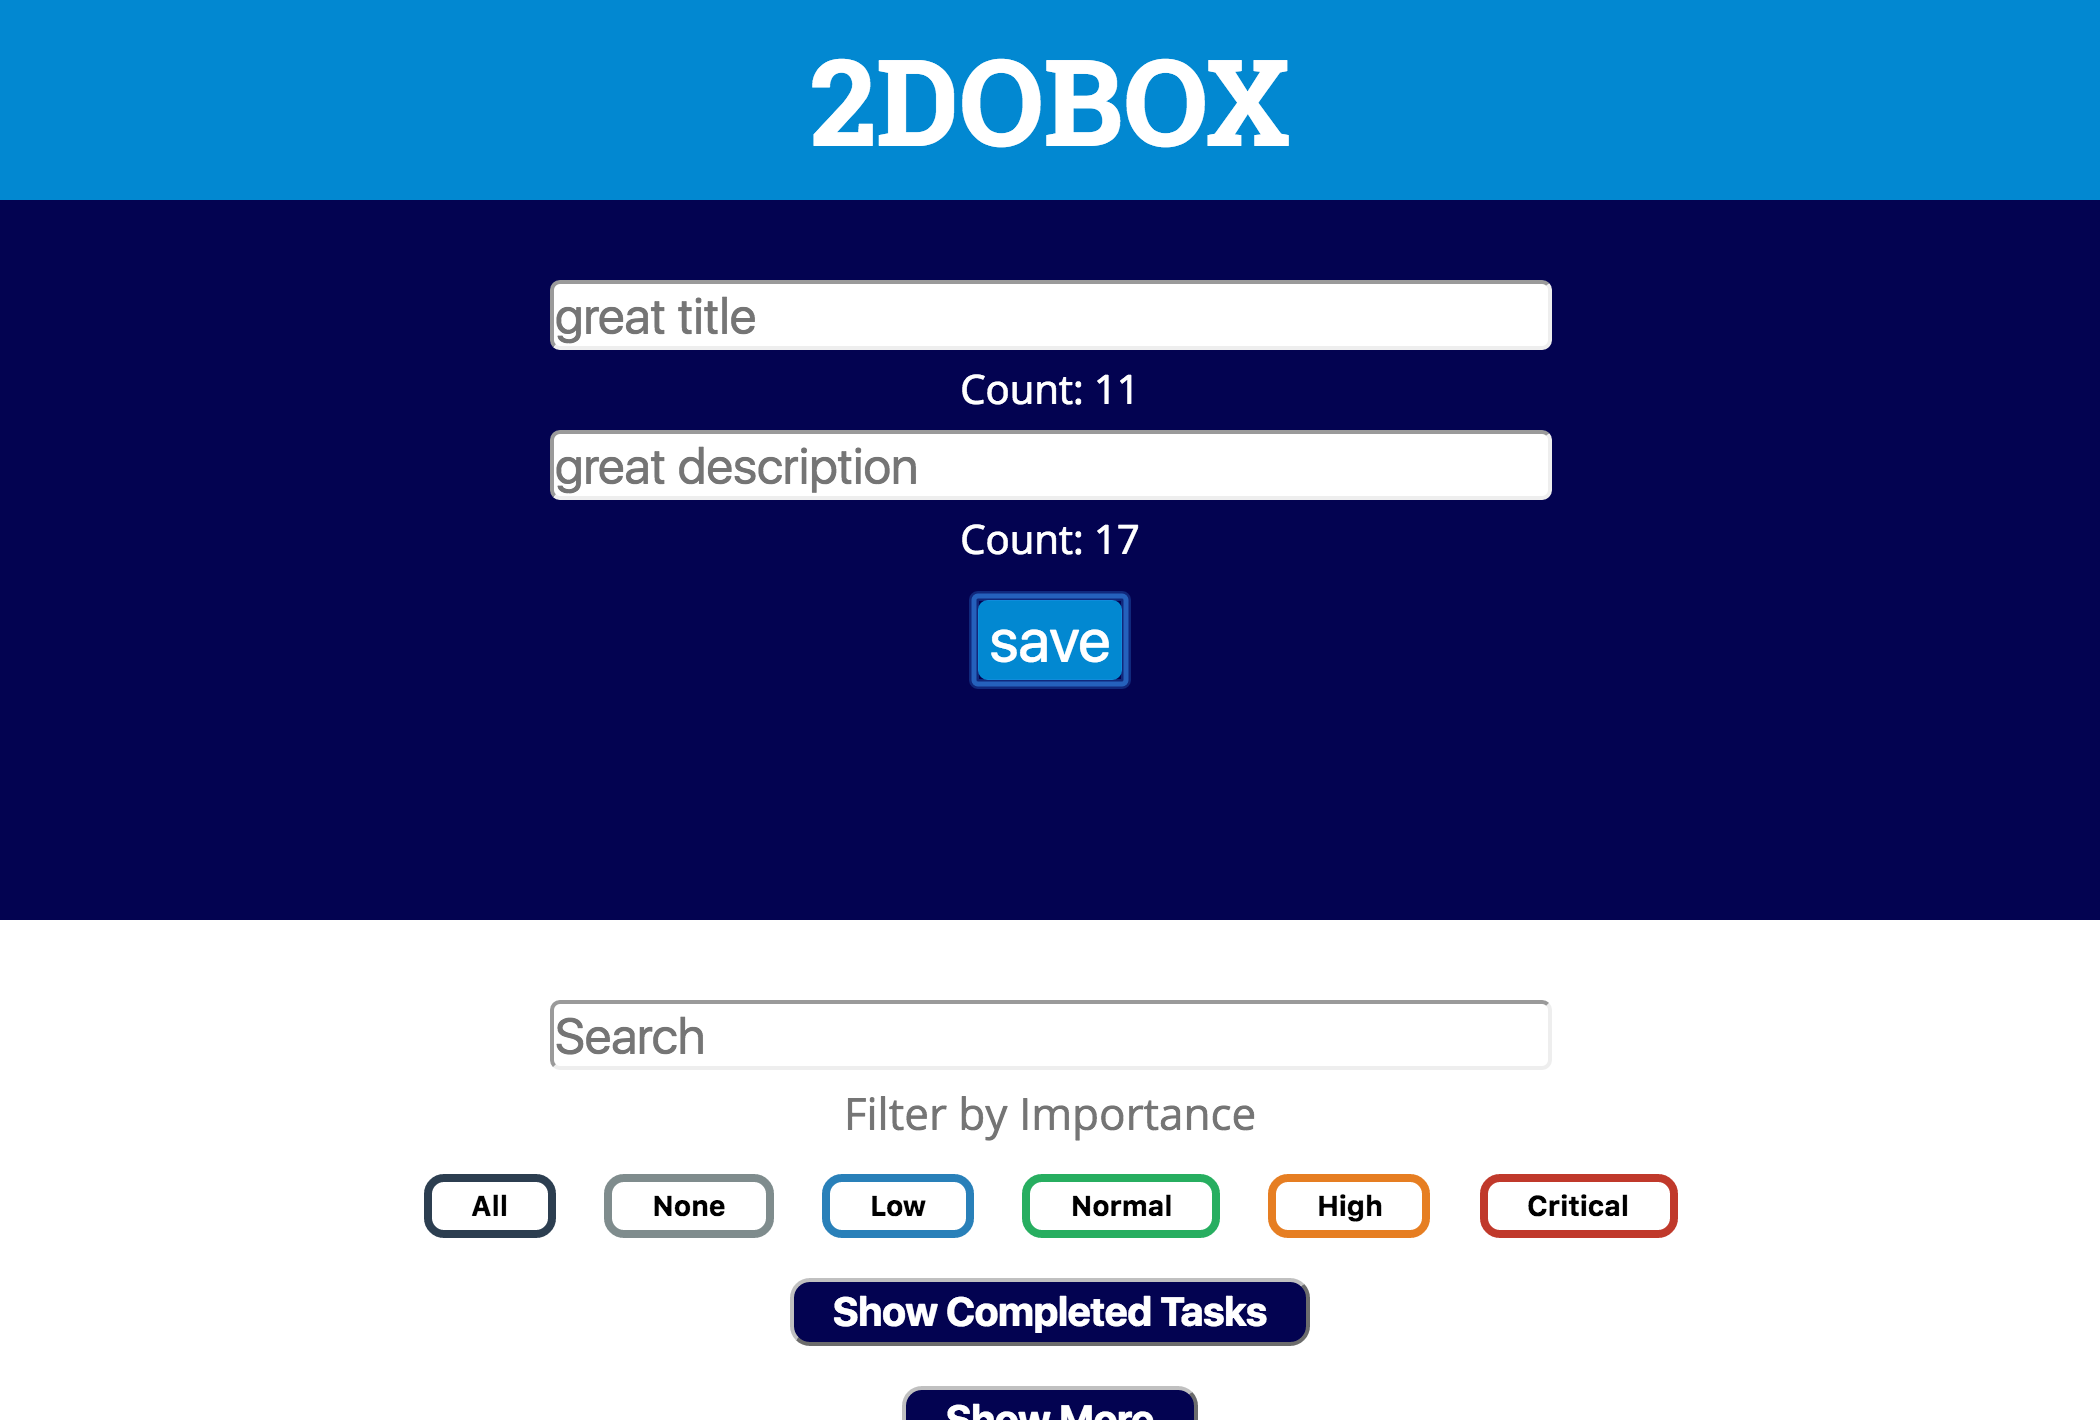 2DOBOX
great title
Count: 11
great description
Count: 17
save
Search
Filter by Importance
All None Low Normal High Critical
Show Completed Tasks
Show More